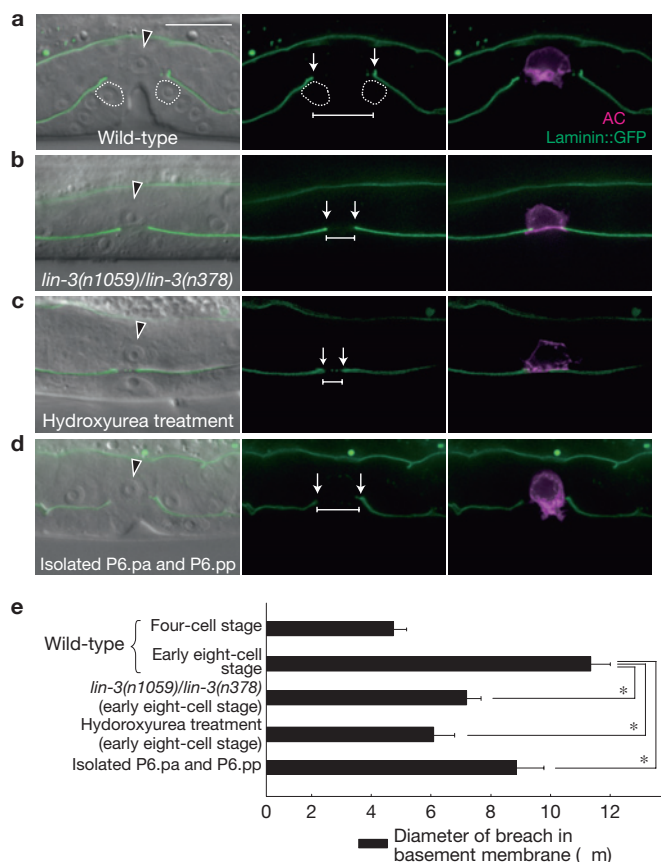 a
Wild-type
AC
Laminin::GFP
b
lin-3(n1059)/lin-3(n378)
c
Hydroxyurea treatment
d
Isolated P6.pa and P6.pp
e
Wild-type
Four-cell stage
Early eight-cell
stage
lin-3(n1059)/lin-3(n378)
(early eight-cell stage)
Hydoroxyurea treatment
(early eight-cell stage)
Isolated P6.pa and P6.pp
*
*
*
0 2 4 6 8 10 12
Diameter of breach in
basement membrane ( m)